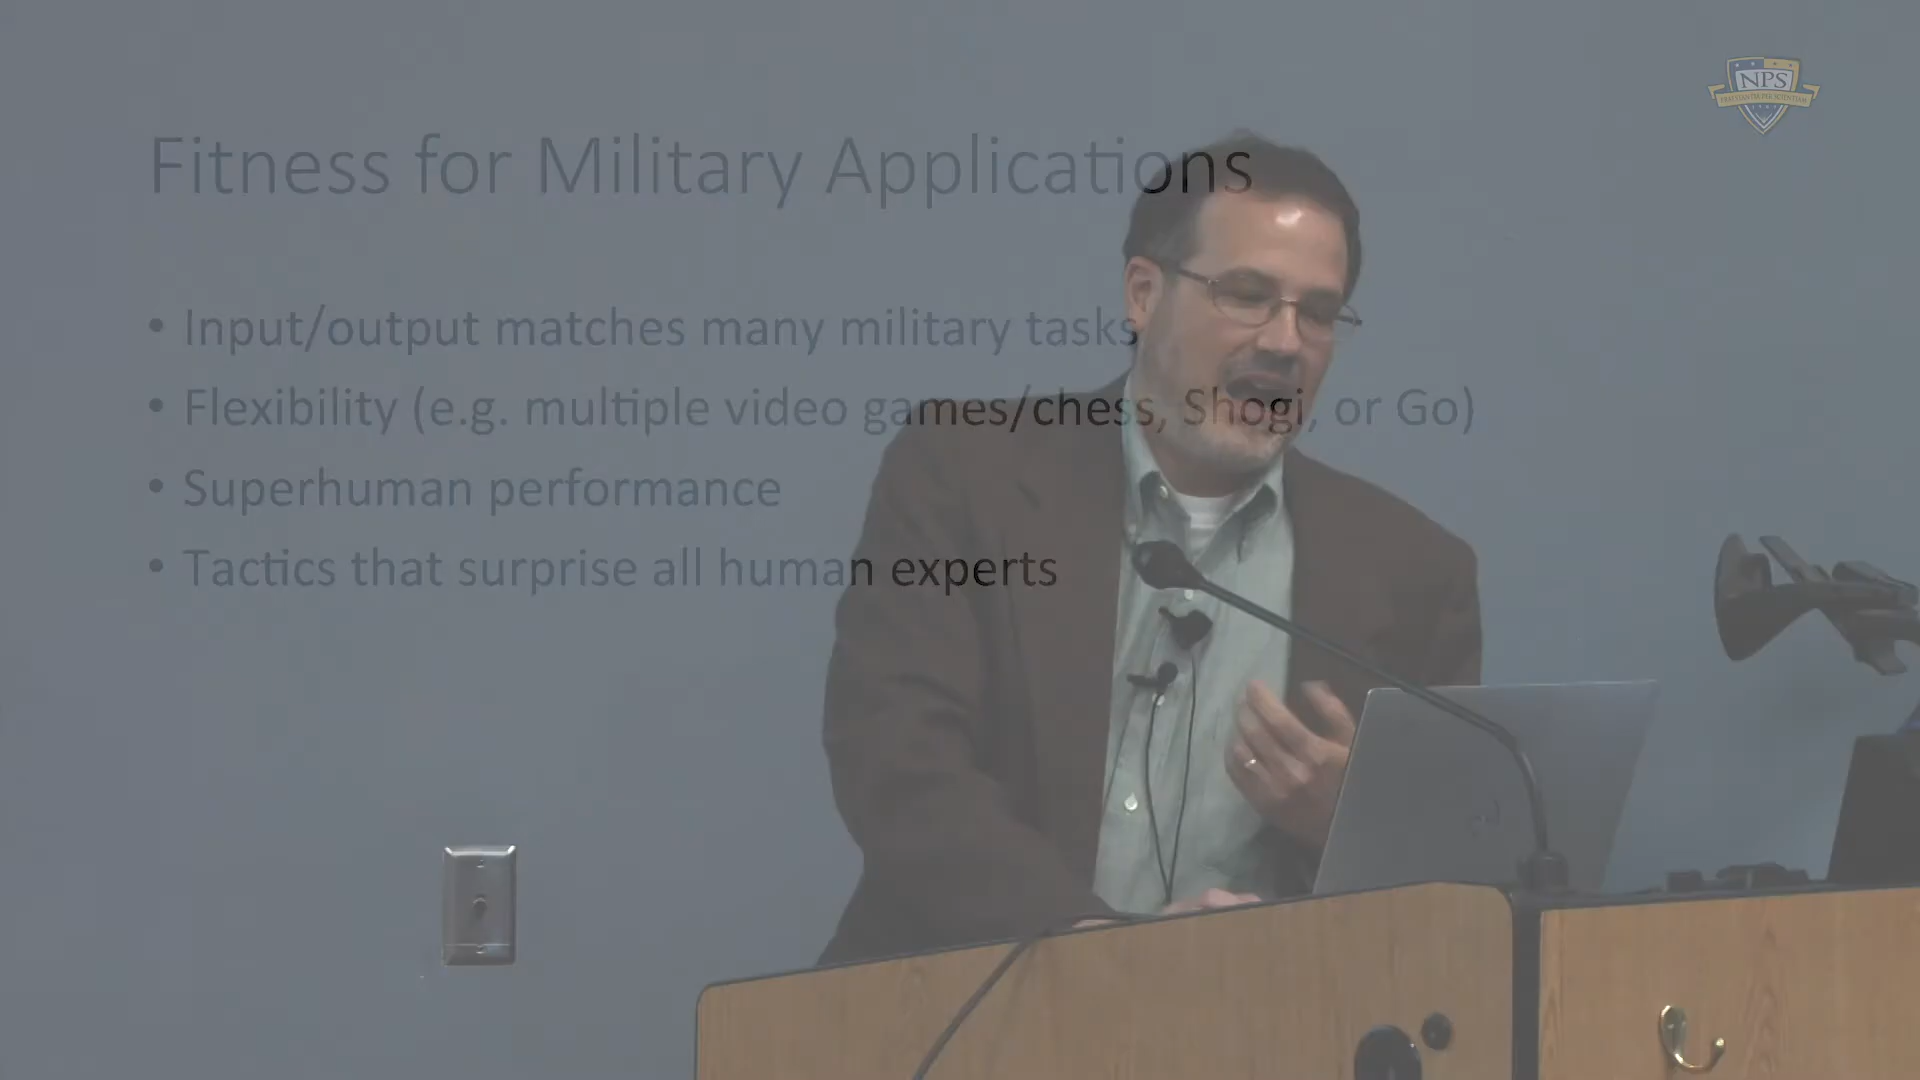 NPS
Fitness for Military Applications
• Input/output matches many military tasks
• Flexibility (e.g. multiple video games/chess, Shogi, or Go)
• Superhuman performance
• Tactics that surprise all human experts